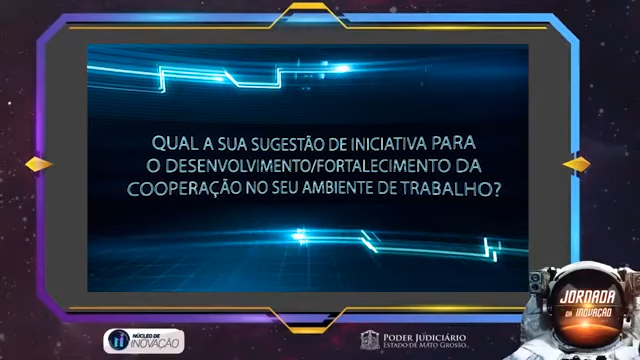 QUAL A SUA SUGESTÃO DE INICIATIVA PARA
O DESENVOLVIMENTO/FORTALECIMENTO DA
COOPERAÇÃO NO SEU AMBIENTE DE TRABALHO?
JORNADA
DA INOVAÇÃO
NÚCLEO DE
INOVAÇÃO
PODER JUDICIÁRIO
ESTADO DE MATO GROSSO